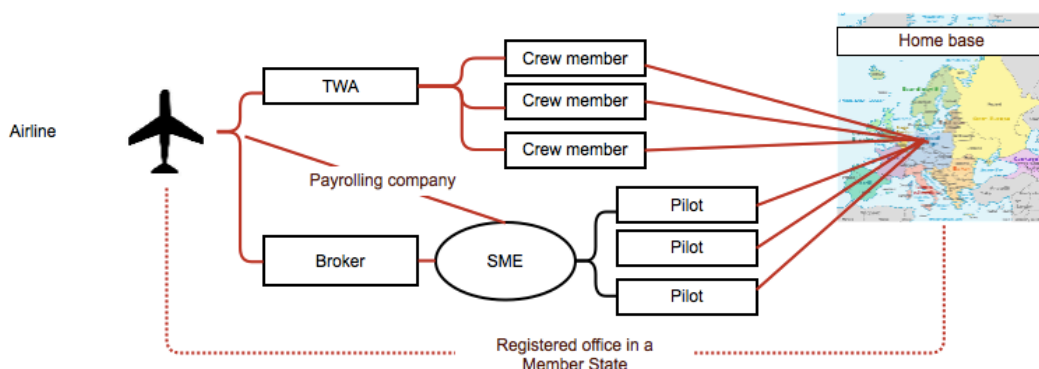 Home base
Crew member
TWA
Crew member
Airline
Crew member
Payrolling company
Pilot
Broker
SME
Pilot
Pilot
Registered office in a
Member State